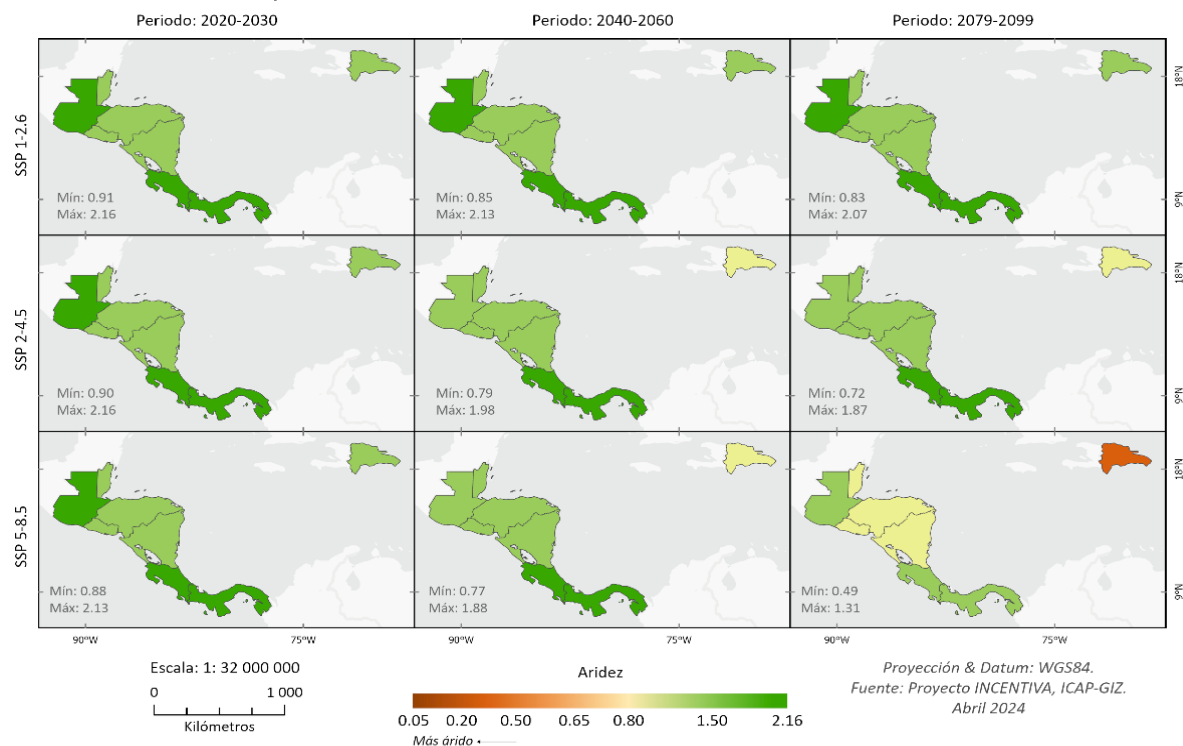 Periodo: 2020-2030
Periodo: 2040-2060
Periodo: 2079-2099
SSP 1-2.6
Mín: 0.91
Máx: 2.16
Mín: 0.85
Máx: 2.13
Mín: 0.83
Máx: 2.07
18°N
9°N
SSP 2-4.5
Mín: 0.90
Máx: 2.16
Mín: 0.79
Máx: 1.98
Mín: 0.72
Máx: 1.87
18°N
9°N
SSP 5-8.5
Mín: 0.88
Máx: 2.13
Mín: 0.77
Máx: 1.88
Mín: 0.49
Máx: 1.31
18°N
9°N
90°W 75°W 90°W 75°W 90°W 75°W
Escala: 1: 32 000 000
0 1 000
Kilómetros
Aridez
0.05 0.20 0.50 0.65 0.80 1.50 2.16
Más árido
Proyección & Datum: WGS84.
Fuente: Proyecto INCENTIVA, ICAP-GIZ.
Abril 2024